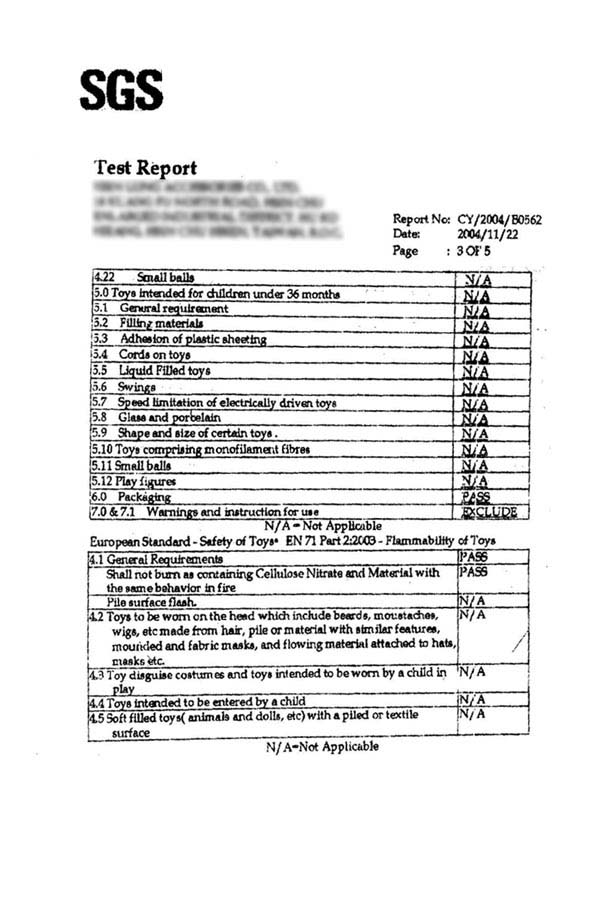 SGS
Test Report
Report No: CY/2004/B0562
Date: 2004/11/22
Page : 3 OF 5
4.22 Small balls N/A
5.0 Toys intended for children under 36 months N/A
5.1 General requirement N/A
5.2 Filling materials N/A
5.3 Adhesion of plastic sheeting N/A
5.4 Cords on toys N/A
5.5 Liquid Filled toys N/A
5.6 Swings N/A
5.7 Speed limitation of electrically driven toys N/A
5.8 Glass and porcelain N/A
5.9 Shape and size of certain toys . N/A
5.10 Toys comprising monofilament fibres N/A
5.11 Small balls N/A
5.12 Play figures N/A
6.0 Packaging PASS
7.0 & 7.1 Warnings and instruction for use EXCLUDE
N/A = Not Applicable
European Standard - Safety of Toys• EN 71 Part 2:2003 - Flammability of Toys
4.1 General Requirements PASS
Shall not burn as containing Cellulose Nitrate and Material with PASS
the same behavior in fire
Pile surface flash. N/A
4.2 Toys to be worn on the head which include beards, moustaches, N/A
wigs, etc made from hair, pile or material with similar features,
moulded and fabric masks, and flowing material attached to hats,
masks etc.
4.3 Toy disguise costumes and toys intended to be worn by a child in N/A
play
4.4 Toys intended to be entered by a child N/A
4.5 Soft filled toys( animals and dolls, etc) with a piled or textile N/A
surface
N/A=Not Applicable